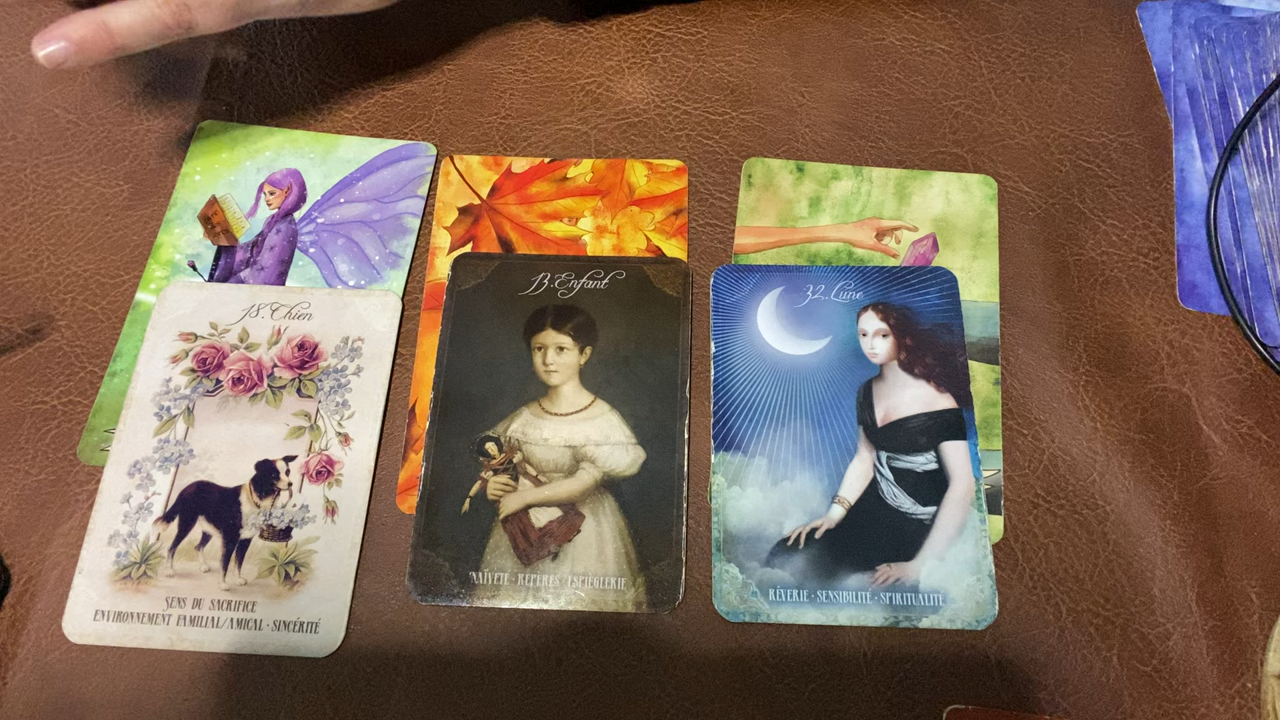 18. Chien
SENS DU SACRIFICE
ENVIRONNEMENT FAMILIAL/AMICAL · SINCÉRITÉ
13. Enfant
NAÏVETÉ · REPÈRES · ESPIÈGLERIE
32. Lune
RÊVERIE · SENSIBILITÉ · SPIRITUALITÉ